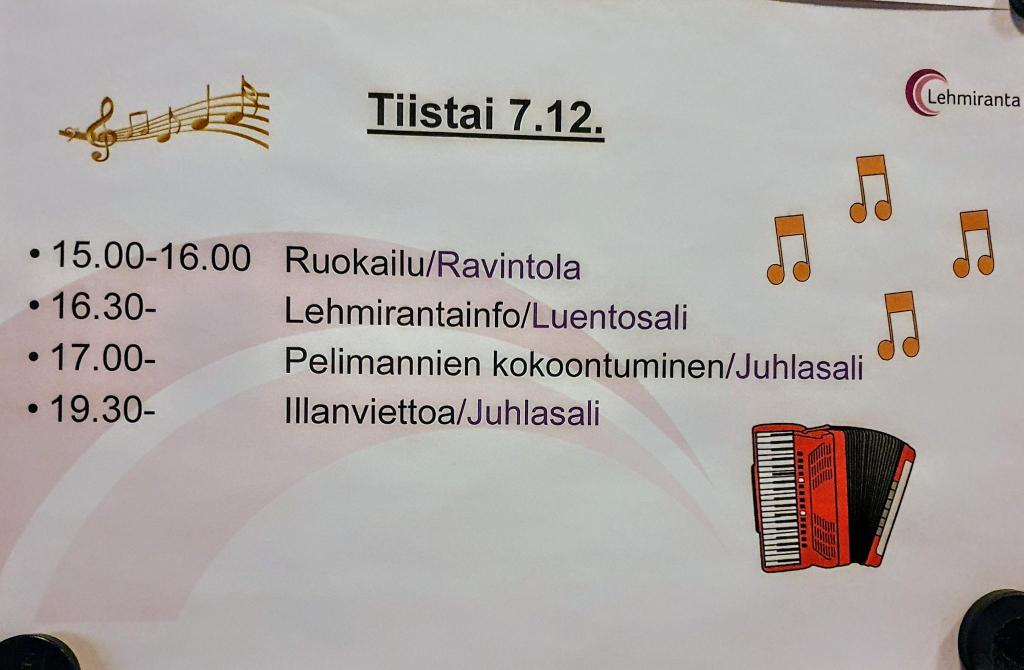 Lehmiranta
Tiistai 7.12.
• 15.00-16.00 Ruokailu/Ravintola
• 16.30- Lehmirantainfo/Luentosali
• 17.00- Pelimannien kokoontuminen/Juhlasali
• 19.30- Illanviettoa/Juhlasali